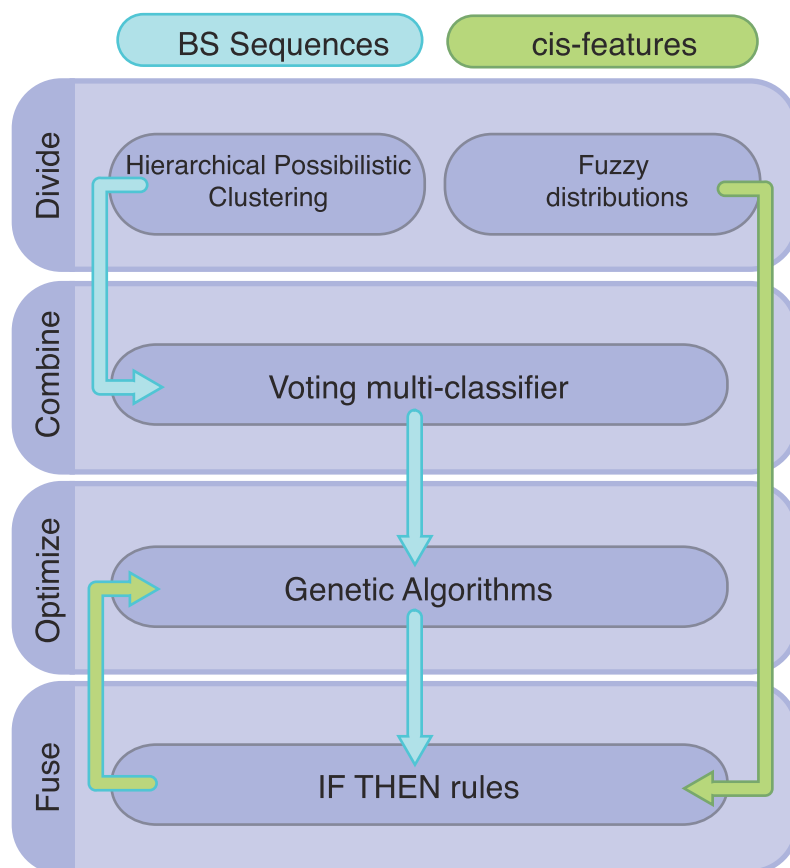 BS Sequences
cis-features
Divide
Hierarchical Possibilistic
Clustering
Fuzzy
distributions
Combine
Voting multi-classifier
Optimize
Genetic Algorithms
Fuse
IF THEN rules